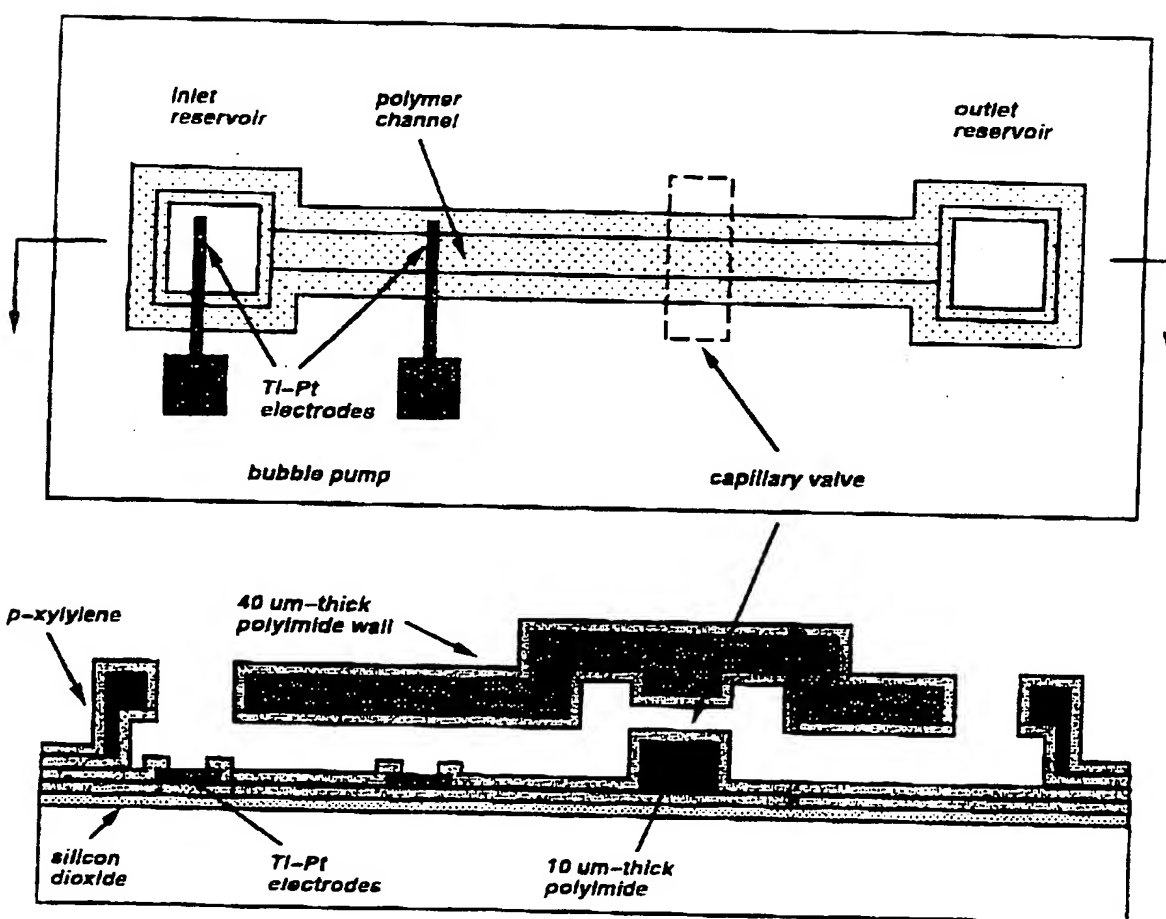 inlet
reservoir
polymer
channel
outlet
reservoir
Ti-Pt
electrodes
bubble pump
capillary valve
p-xylylene
40 um-thick
polyimide wall
silicon
dioxide
Ti-Pt
electrodes
10 um-thick
polyimide